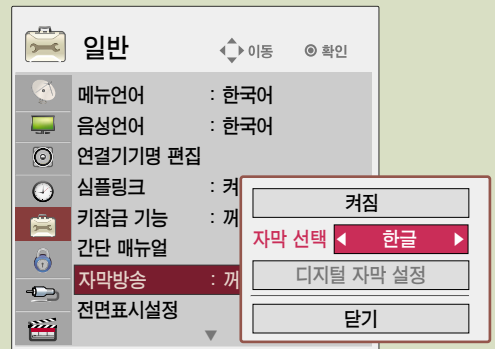 일반
이동
확인
메뉴언어 : 한국어
음성언어 : 한국어
연결기기명 편집
심플링크 : 켜
키잠금 기능 : 꺼
간단 매뉴얼
자막방송 : 꺼
전면표시설정
켜짐
자막 선택 한글
디지털 자막 설정
닫기